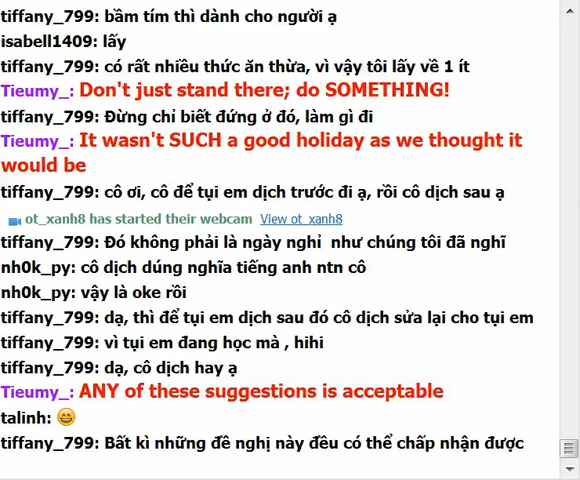 tiffany_799: bầm tím thì dành cho người ạ
isabell1409: lấy
tiffany_799: có rất nhiều thức ăn thừa, vì vậy tôi lấy về 1 ít
Tieumy_: Don't just stand there; do SOMETHING!
tiffany_799: Đừng chỉ biết đứng ở đó, làm gì đi
Tieumy_: It wasn't SUCH a good holiday as we thought it
would be
tiffany_799: cô ơi, cô để tụi em dịch trước đi ạ, rồi cô dịch sau ạ
ot_xanh8 has started their webcam View ot_xanh8
tiffany_799: Đó không phải là ngày nghỉ như chúng tôi đã nghĩ
nh0k_py: cô dịch dúng nghĩa tiếng anh ntn cô
nh0k_py: vậy là oke rồi
tiffany_799: dạ, thì để tụi em dịch sau đó cô dịch sửa lại cho tụi em
tiffany_799: vì tụi em đang học mà , hihi
tiffany_799: dạ, cô dịch hay ạ
Tieumy_: ANY of these suggestions is acceptable
talinh: 😄
tiffany_799: Bất kì những đề nghị này đều có thể chấp nhận được